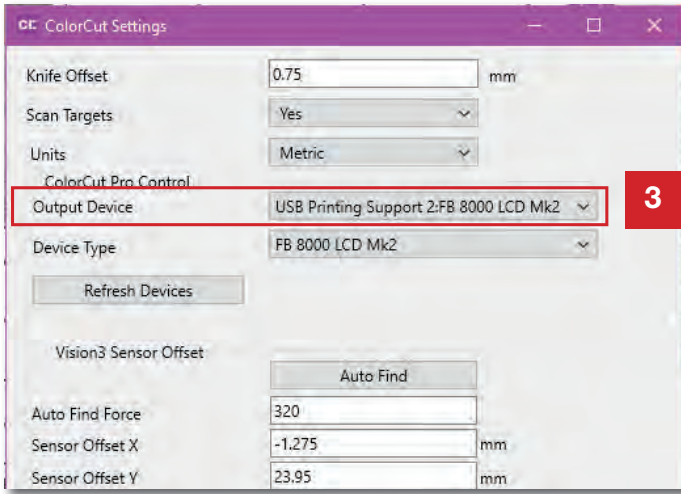 CC ColorCut Settings
Knife Offset 0.75 mm
Scan Targets Yes
Units Metric
ColorCut Pro Control
Output Device USB Printing Support 2:FB 8000 LCD Mk2 3
Device Type FB 8000 LCD Mk2
Refresh Devices
Vision3 Sensor Offset
Auto Find
Auto Find Force 320
Sensor Offset X -1.275 mm
Sensor Offset Y 23.95 mm